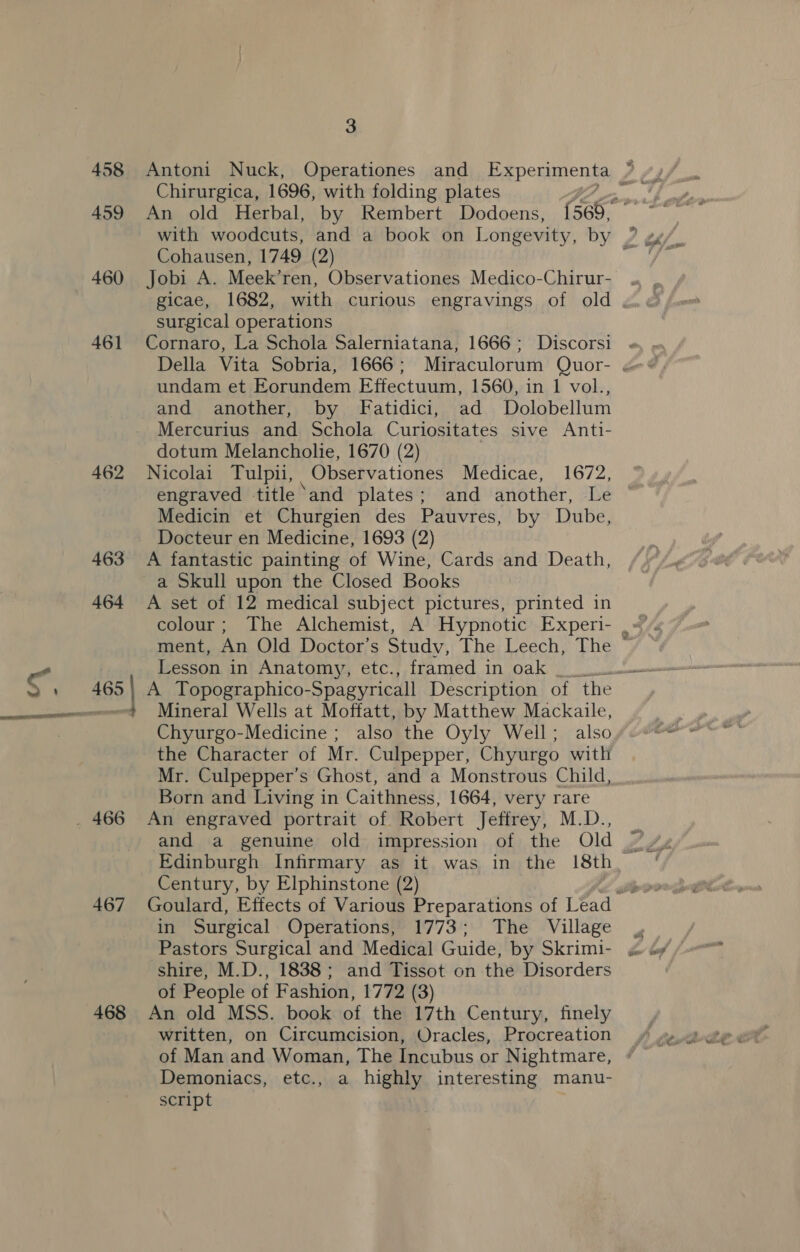 3
458 Antoni Nuck, Operationes and Experimenta
Chirurgica, 1696, with folding plates
459 An old Herbal, by Rembert Dodoens, 1569,
with woodcuts, and a book on Longevity, by
Cohausen, 1749 (2)
460 Jobi A. Meek'ren, Observationes Medico-Chirur-
gicae, 1682, with curious engravings of old
surgical operations
461 Cornaro, La Schola Salerniatana, 1666; Discorsi
Della Vita Sobria, 1666; Miraculorum Quor-
undam et Eorundem Effectuum, 1560, in 1 vol.,
and another, by Fatidici, ad Dolobellum
Mercurius and Schola Curiositates sive Anti-
dotum Melancholie, 1670 (2)
462 Nicolai Tulpii, Observationes Medicae, 1672,
engraved title and plates; and another, Le
Medicin et Churgien des Pauvres, by Dube,
Docteur en Medicine, 1693 (2)
463 A fantastic painting of Wine, Cards and Death,
a Skull upon the Closed Books
464 A set of 12 medical subject pictures, printed in
colour; The Alchemist, A Hypnotic Experi-
ment, An Old Doctor's Study, The Leech, The
Lesson in Anatomy, etc., framed in oak
465 A Topographico-Spagyricall Description of the
Mineral Wells at Moffatt, by Matthew Mackaile,
Chyurgo-Medicine; also the Oyly Well; also
the Character of Mr. Culpepper, Chyurgo with
Mr. Culpepper's Ghost, and a Monstrous Child,
Born and Living in Caithness, 1664, very rare
466 An engraved portrait of Robert Jeffrey, M.D.,
and a genuine old impression of the Old
Edinburgh Infirmary as it was in the 18th
Century, by Elphinstone (2)
467 Goulard, Effects of Various Preparations of Lead
in Surgical Operations, 1773; The Village
Pastors Surgical and Medical Guide, by Skrimi-
shire, M.D., 1838; and Tissot on the Disorders
of People of Fashion, 1772 (3)
468 An old MSS. book of the 17th Century, finely
written, on Circumcision, Oracles, Procreation
of Man and Woman, The Incubus or Nightmare,
Demoniacs, etc., a highly interesting manu-
script